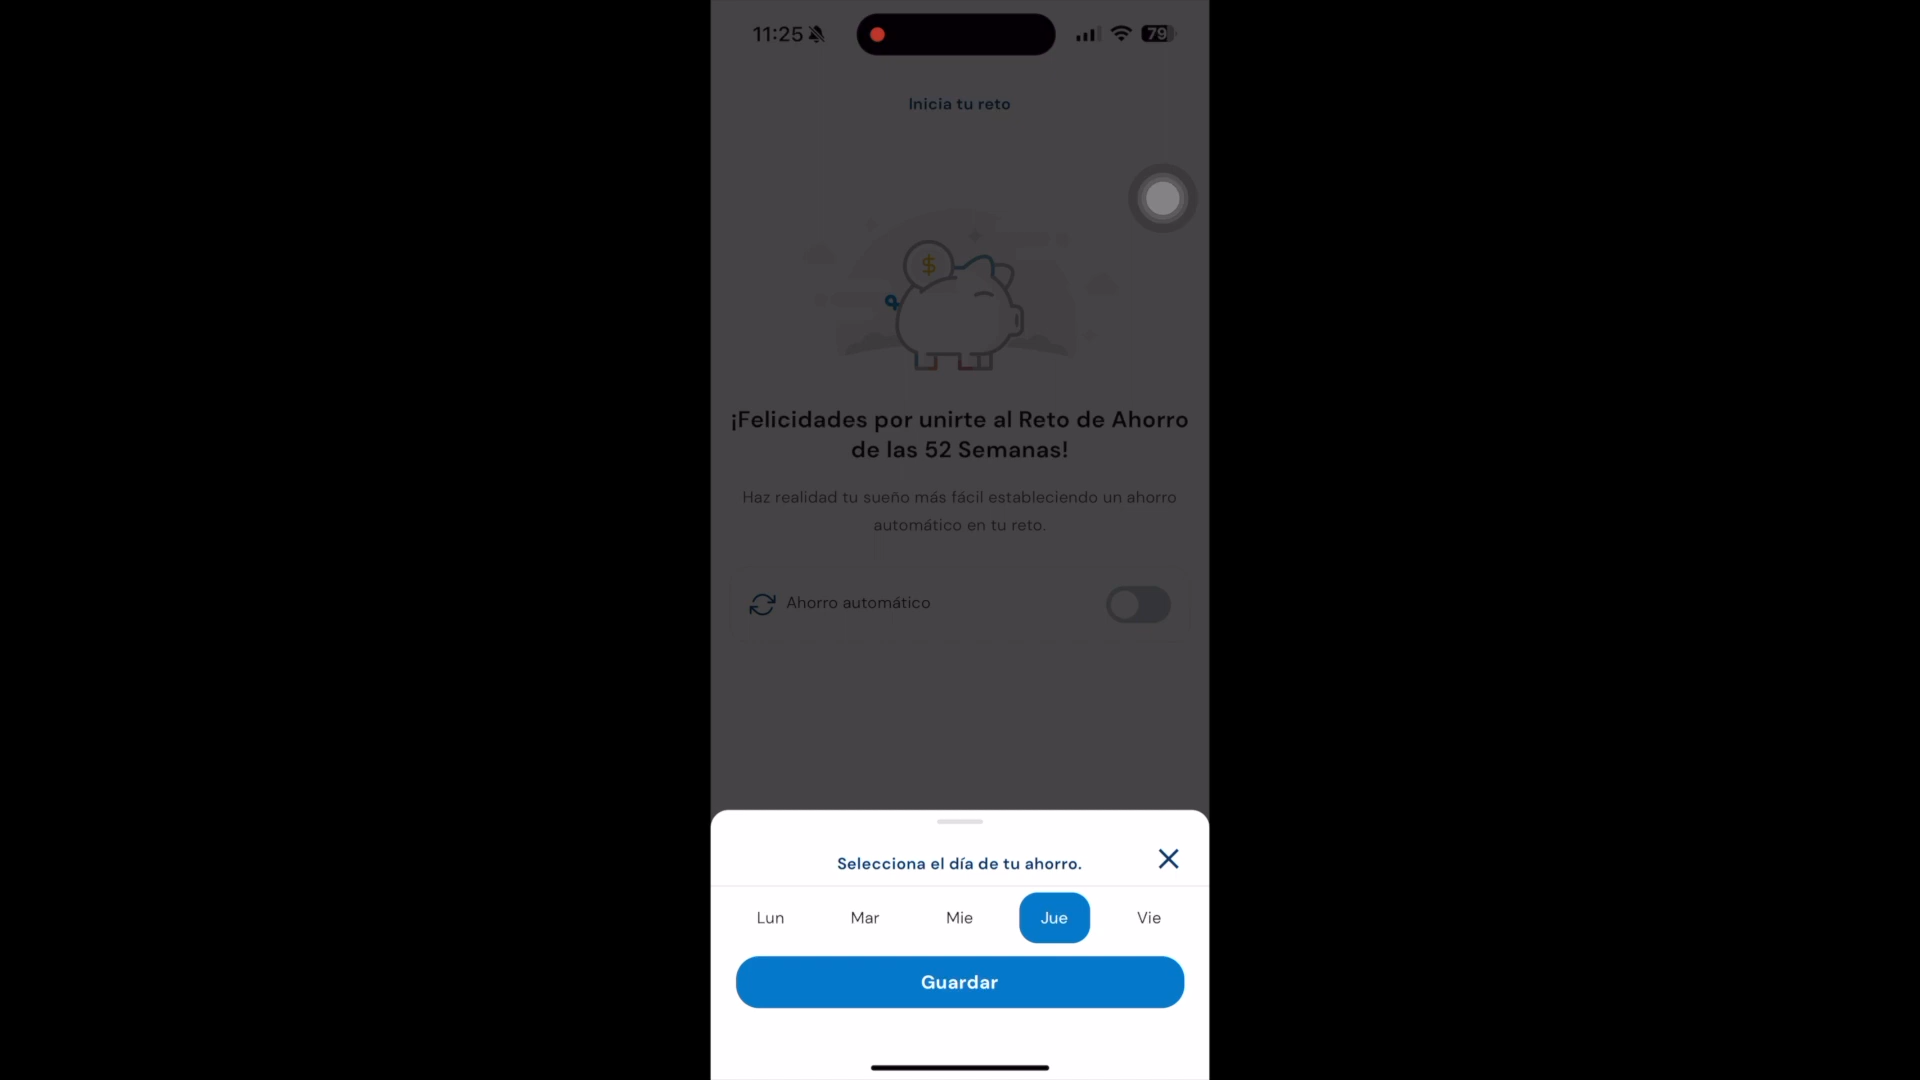 11:25
79
Inicia tu reto
$
¡Felicidades por unirte al Reto de Ahorro
de las 52 Semanas!
Haz realidad tu sueño más fácil estableciendo un ahorro
automático en tu reto.
Ahorro automático
Selecciona el día de tu ahorro.
Lun Mar Mie Jue Vie
Guardar